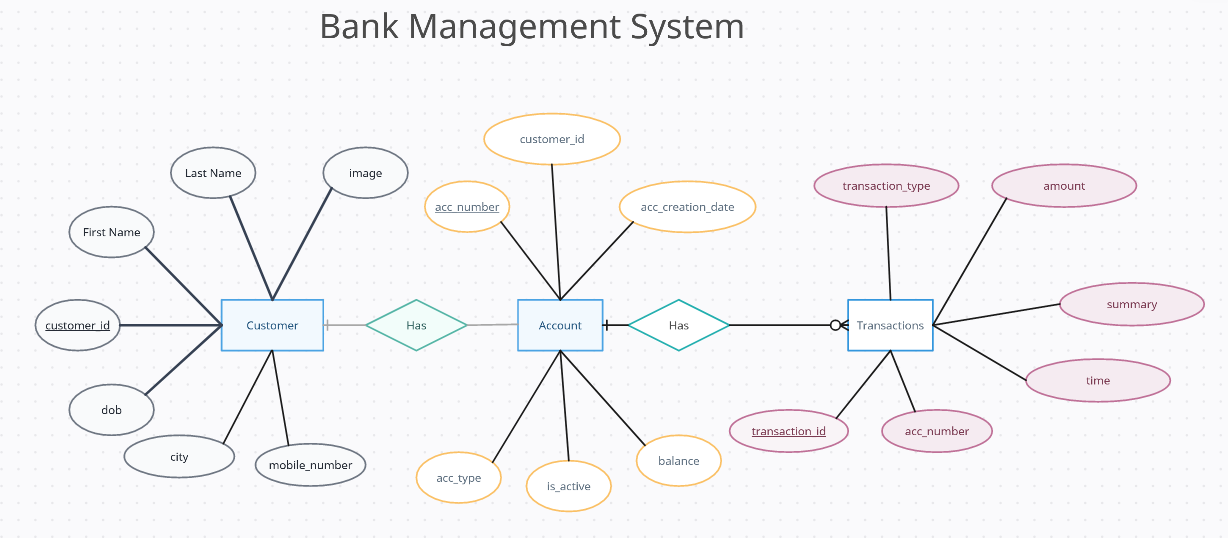 Bank Management System
customer_id
Last Name
image
transaction_type
amount
acc_number
acc_creation_date
First Name
summary
customer_id
Customer
Has
Account
Has
Transactions
time
dob
transaction_id
acc_number
city
mobile_number
acc_type
is_active
balance